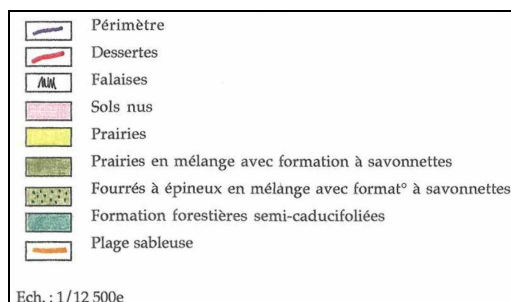 Périmètre
Dessertes
Falaises
Sols nus
Prairies
Prairies en mélange avec formation à savonnettes
Fourrés à épineux en mélange avec format° à savonnettes
Formation forestières semi-caducifoliées
Plage sableuse
Ech. : 1/12 500e